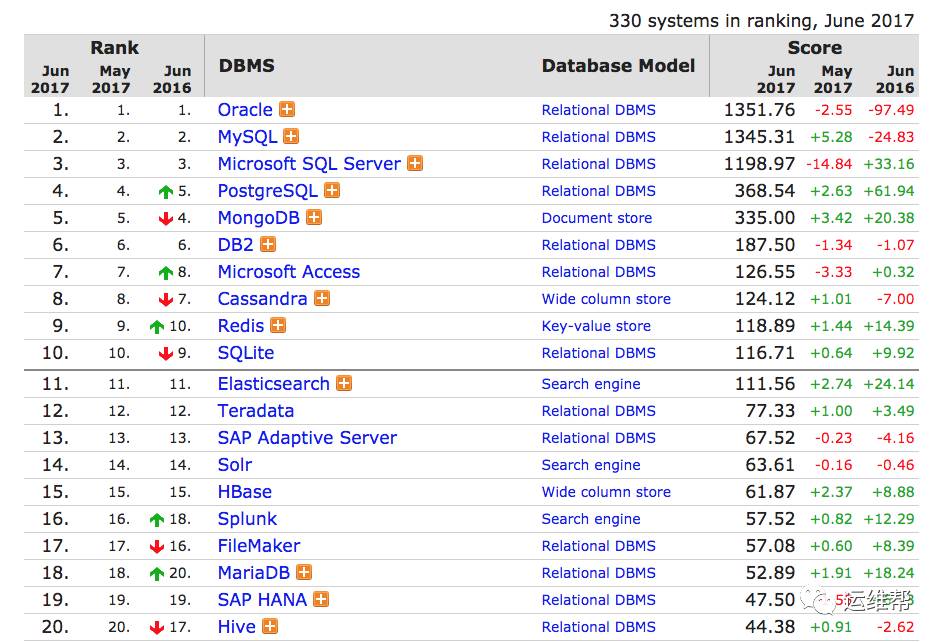 330 systems in ranking, June 2017
Rank DBMS Database Model Score
Jun 2017 May 2017 Jun 2016 Jun 2017 May 2017 Jun 2016
1. 1. 1. Oracle Relational DBMS 1351.76 -2.55 -97.49
2. 2. 2. MySQL Relational DBMS 1345.31 +5.28 -24.83
3. 3. 3. Microsoft SQL Server Relational DBMS 1198.97 -14.84 +33.16
4. 4. 5. PostgreSQL Relational DBMS 368.54 +2.63 +61.94
5. 5. 4. MongoDB Document store 335.00 +3.42 +20.38
6. 6. 6. DB2 Relational DBMS 187.50 -1.34 -1.07
7. 7. 8. Microsoft Access Relational DBMS 126.55 -3.33 +0.32
8. 8. 7. Cassandra Wide column store 124.12 +1.01 -7.00
9. 9. 10. Redis Key-value store 118.89 +1.44 +14.39
10. 10. 9. SQLite Relational DBMS 116.71 +0.64 +9.92
11. 11. 11. Elasticsearch Search engine 111.56 +2.74 +24.14
12. 12. 12. Teradata Relational DBMS 77.33 +1.00 +3.49
13. 13. 13. SAP Adaptive Server Relational DBMS 67.52 -0.23 -4.16
14. 14. 14. Solr Search engine 63.61 -0.16 -0.46
15. 15. 15. HBase Wide column store 61.87 +2.37 +8.88
16. 16. 18. Splunk Search engine 57.52 +0.82 +12.29
17. 17. 16. FileMaker Relational DBMS 57.08 +0.60 +8.39
18. 18. 20. MariaDB Relational DBMS 52.89 +1.91 +18.24
19. 19. 19. SAP HANA Relational DBMS 47.50
运维帮
20. 20. 17. Hive Relational DBMS 44.38 +0.91 -2.62